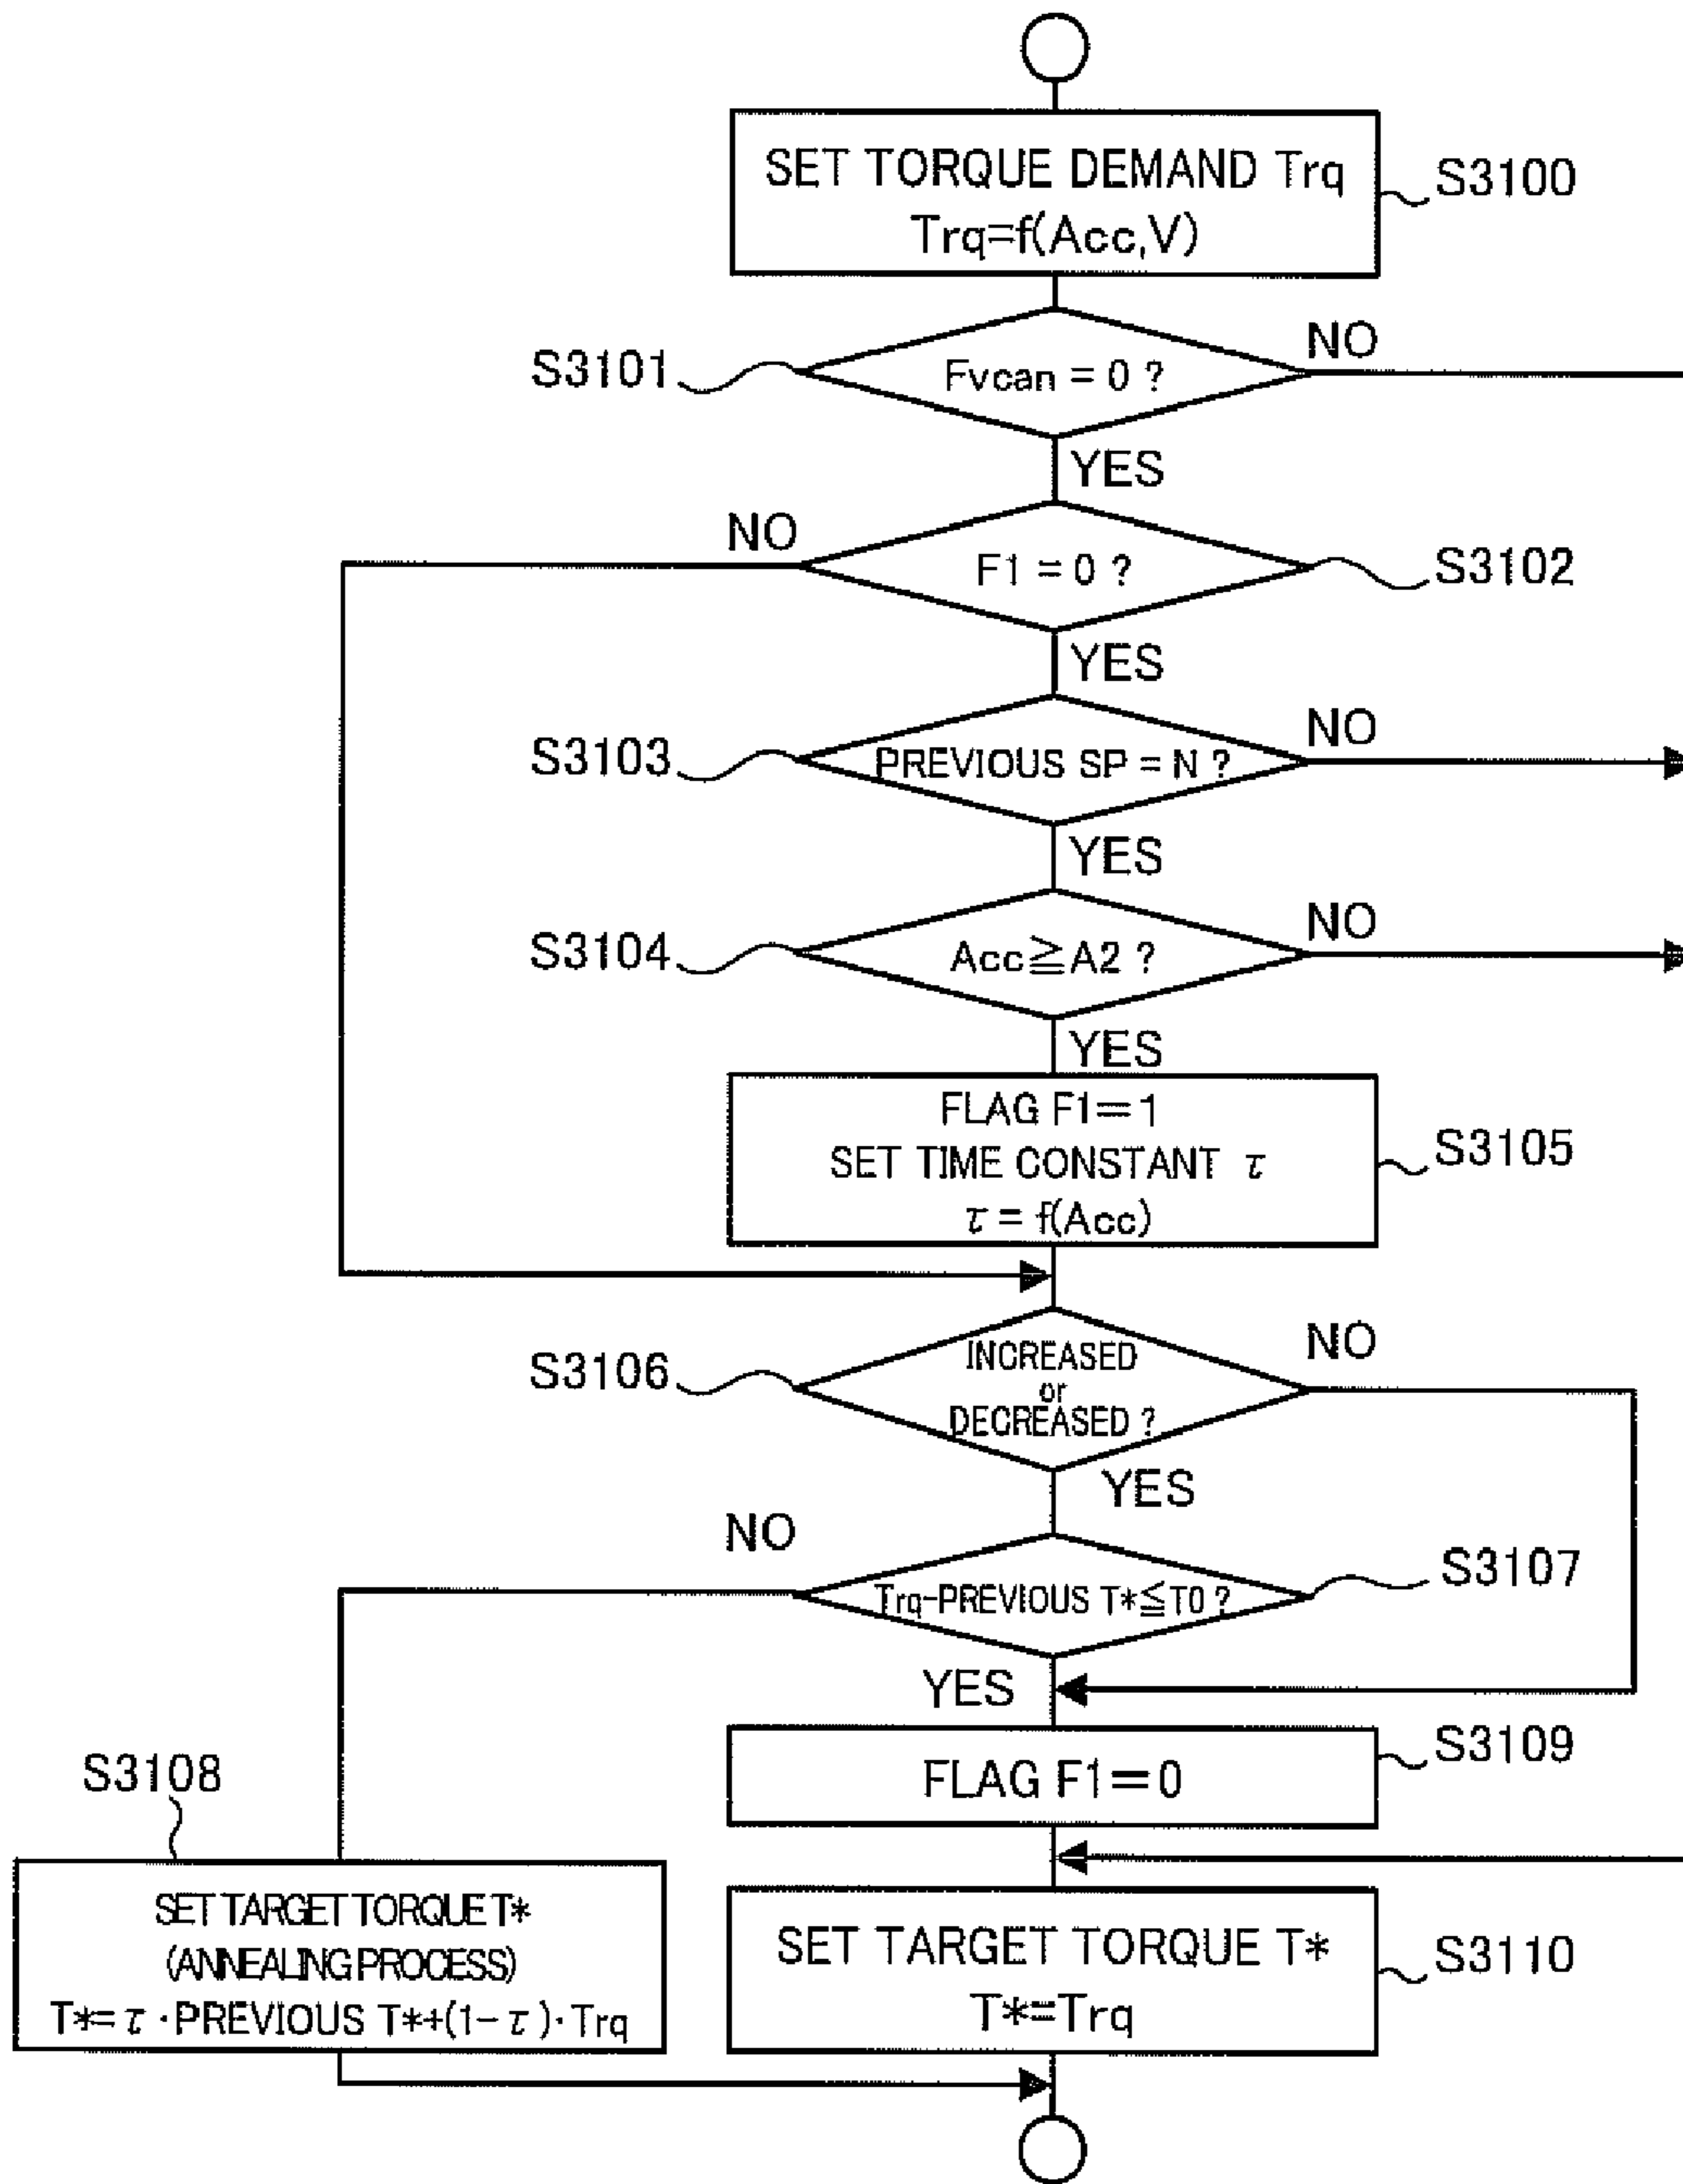 SET TORQUE DEMAND Trq
Trq=f(Acc,V)
S3100
S3101
Fvcan = 0 ?
NO
YES
NO
F1 = 0 ?
S3102
YES
S3103
PREVIOUS SP = N ?
NO
YES
S3104
Acc≧A2 ?
NO
YES
FLAG F1=1
SET TIME CONSTANT τ
τ = f(Acc)
S3105
S3106
INCREASED
or
DECREASED ?
NO
YES
NO
Trq-PREVIOUS T*≦T0 ?
S3107
YES
FLAG F1=0
S3109
S3108
SET TARGET TORQUE T*
(ANNEALING PROCESS)
T*=τ・PREVIOUS T*+(1-τ)・Trq
SET TARGET TORQUE T*
T*=Trq
S3110